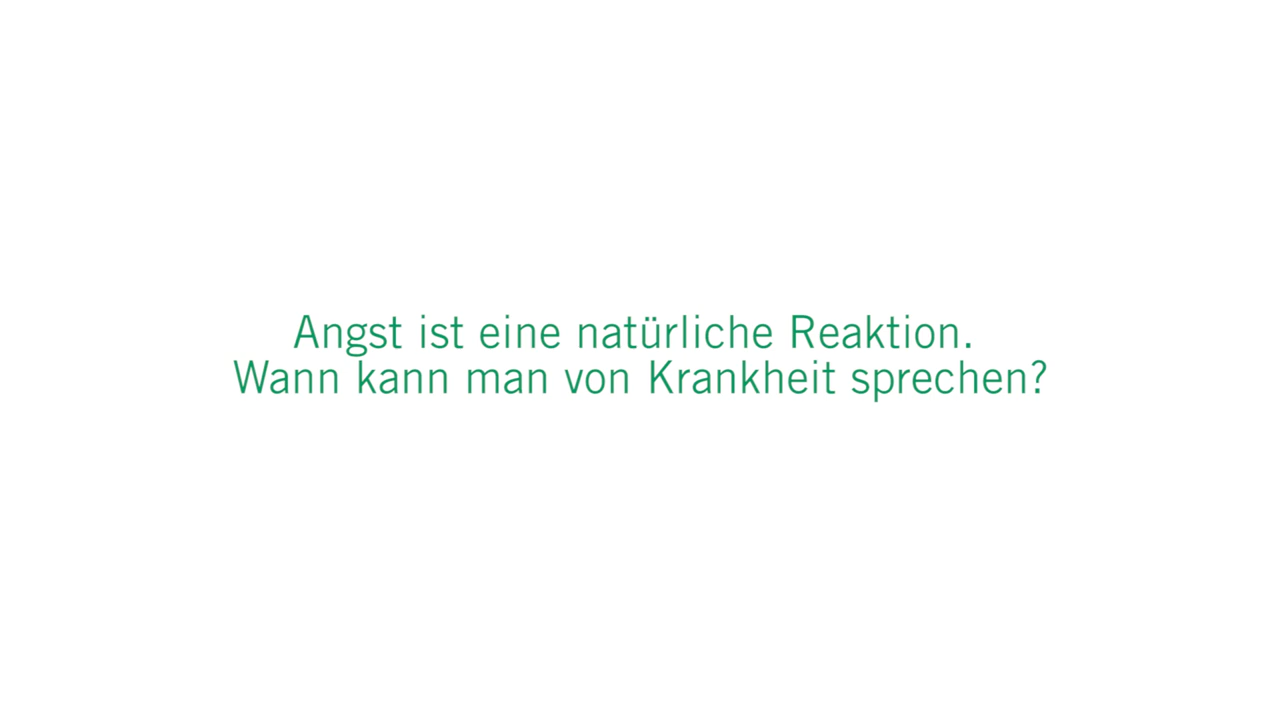 Angst ist eine natürliche Reaktion.
Wann kann man von Krankheit sprechen?